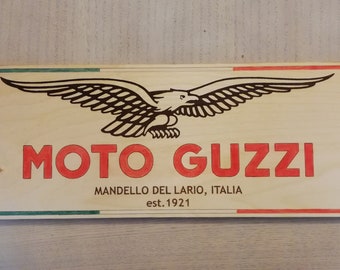 MOTO GUZZI
MANDELLO DEL LARIO, ITALIA
est.1921